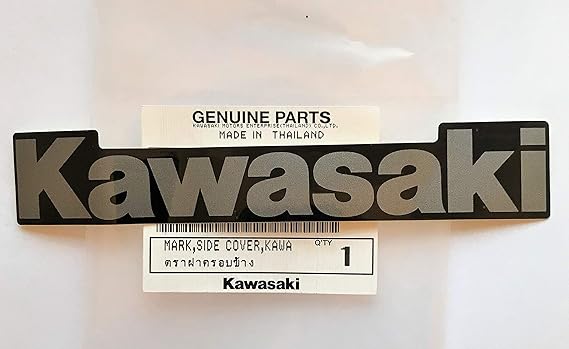 GENUINE PARTS
KAWASAKI MOTORS ENTERPRISE(THAILAND) CO.,LTD.
MADE IN THAILAND
Kawasaki
MARK,SIDE COVER,KAWA
Q'TY 1
ตราฝาครอบข้าง
Kawasaki